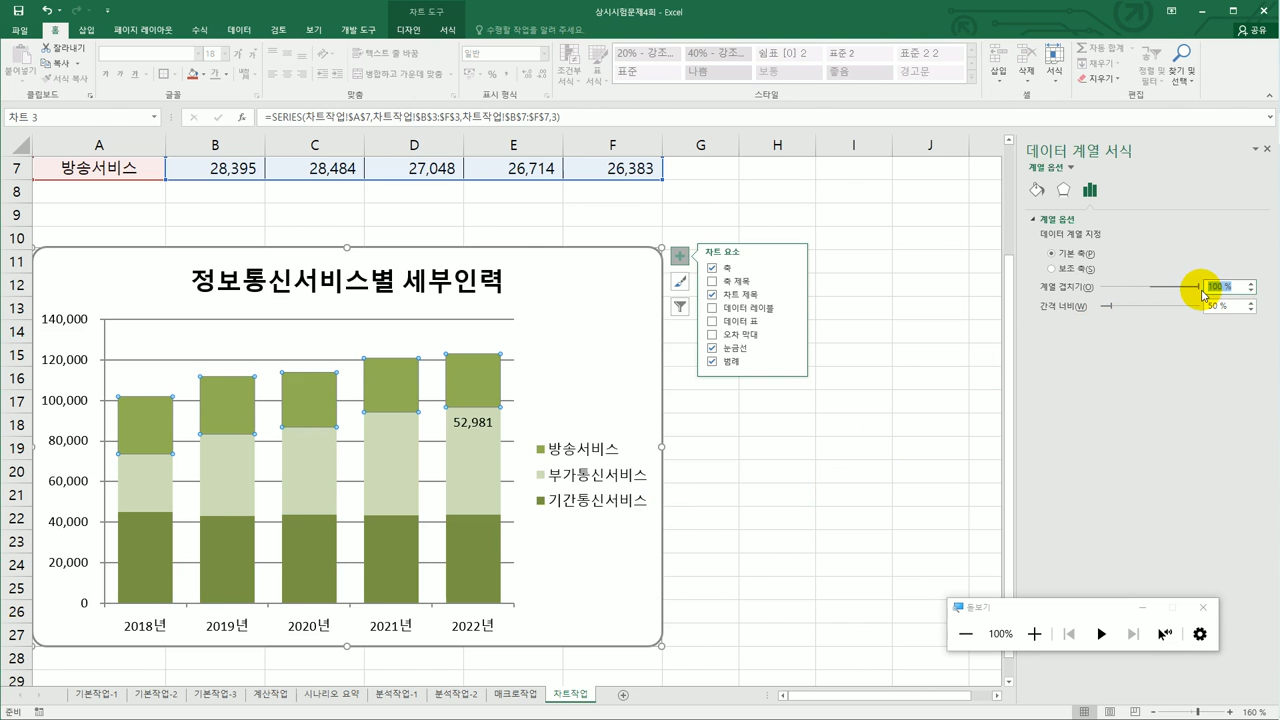 차트 도구
상시시험문제4회 - Excel
파일 홈 삽입 페이지 레이아웃 수식 데이터 검토 보기 개발 도구 디자인 서식 수행할 작업을 알려 주세요. 공유
잘라내기
복사
서식 복사
붙여넣기
클립보드
18
가 가
가 가 가
글꼴
텍스트 줄 바꿈
병합하고 가운데 맞춤
맞춤
일반
표시 형식
조건부 서식
표 서식
20% - 강조... 40% - 강조... 쉼표 [0] 2 표준 2 표준 2 2
표준 나쁨 보통 좋음 경고문
스타일
삽입 삭제 서식
셀
자동 합계
채우기
지우기
정렬 및 필터
찾기 및 선택
편집
차트 3
fx
=SERIES(차트작업!$A$7,차트작업!$B$3:$F$3,차트작업!$B$7:$F$7,3)
A B C D E F G H I J
7 방송서비스 28,395 28,484 27,048 26,714 26,383
8
9
10
11
12
13
14
15
16
17
18
19
20
21
22
23
24
25
26
27
28
29
정보통신서비스별 세부인력
140,000
120,000
100,000
80,000
60,000
40,000
20,000
0
52,981
2018년 2019년 2020년 2021년 2022년
방송서비스
부가통신서비스
기간통신서비스
차트 요소
축
축 제목
차트 제목
데이터 레이블
데이터 표
오차 막대
눈금선
범례
데이터 계열 서식
계열 옵션
계열 옵션
데이터 계열 지정
기본 축(P)
보조 축(S)
계열 겹치기(O) 100 %
간격 너비(W) 50 %
돋보기
100%
기본작업-1 기본작업-2 기본작업-3 계산작업 시나리오 요약 분석작업-1 분석작업-2 매크로작업 차트작업
준비
160 %